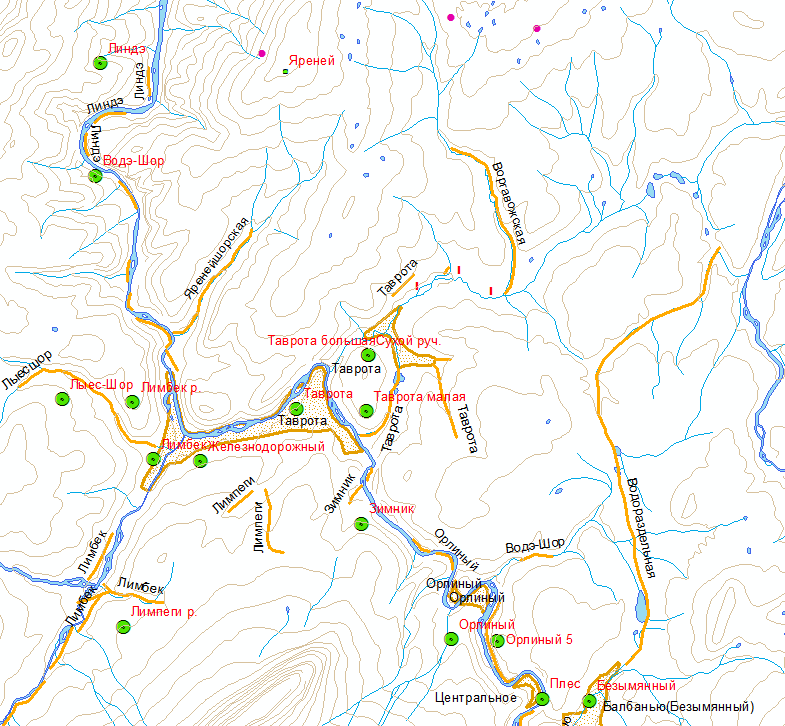 Линдэ
Яреней
Линдэ
Линдэ
Линдэ
Водэ-Шор
Воргавожская
Яренейшорская
Таврота
Таврота большая
Сухой руч.
Таврота
Лыесшор
Лыес-Шор
Лимбек р.
Таврота
Таврота малая
Таврота
Таврота
Таврота
Лимбек
Железнодорожный
Лимпеги
Лимпеги
Зимник
Зимник
Водораздельная
Орлиный
Водэ-Шор
Лимбек
Лимбек
Лимбек
Орлиный
Орлиный
Лимпеги р.
Орлиный
Орлиный 5
Плес
Безымянный
Центральное
Балбанью(Безымянный)